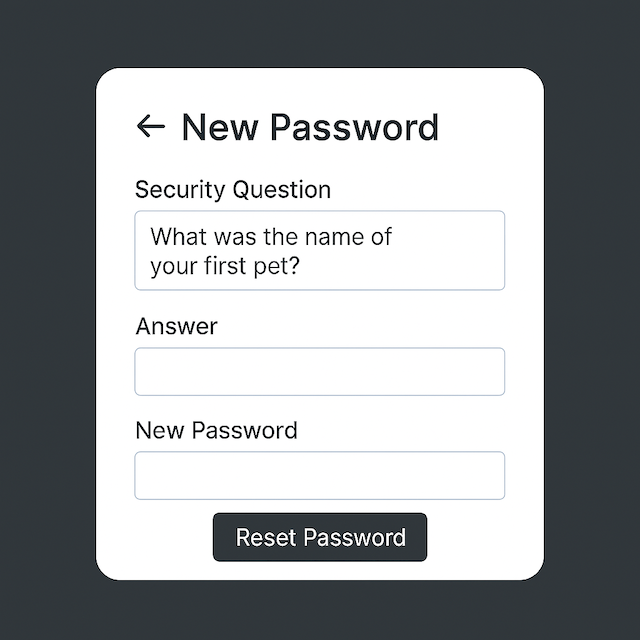 ← New Password
Security Question
What was the name of
your first pet?
Answer
New Password
Reset Password